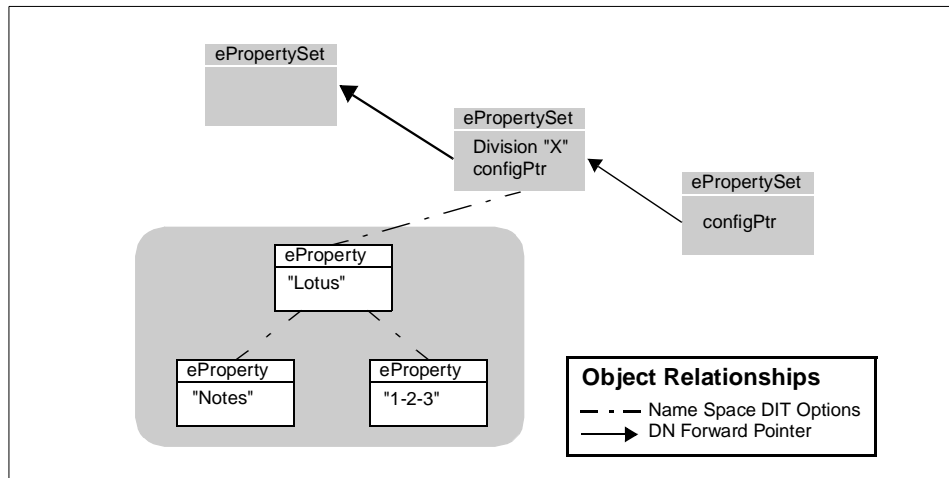 ePropertySet
ePropertySet
Division "X"
configPtr
ePropertySet
configPtr
eProperty
"Lotus"
eProperty
"Notes"
eProperty
"1-2-3"
Object Relationships
Name Space DIT Options
DN Forward Pointer